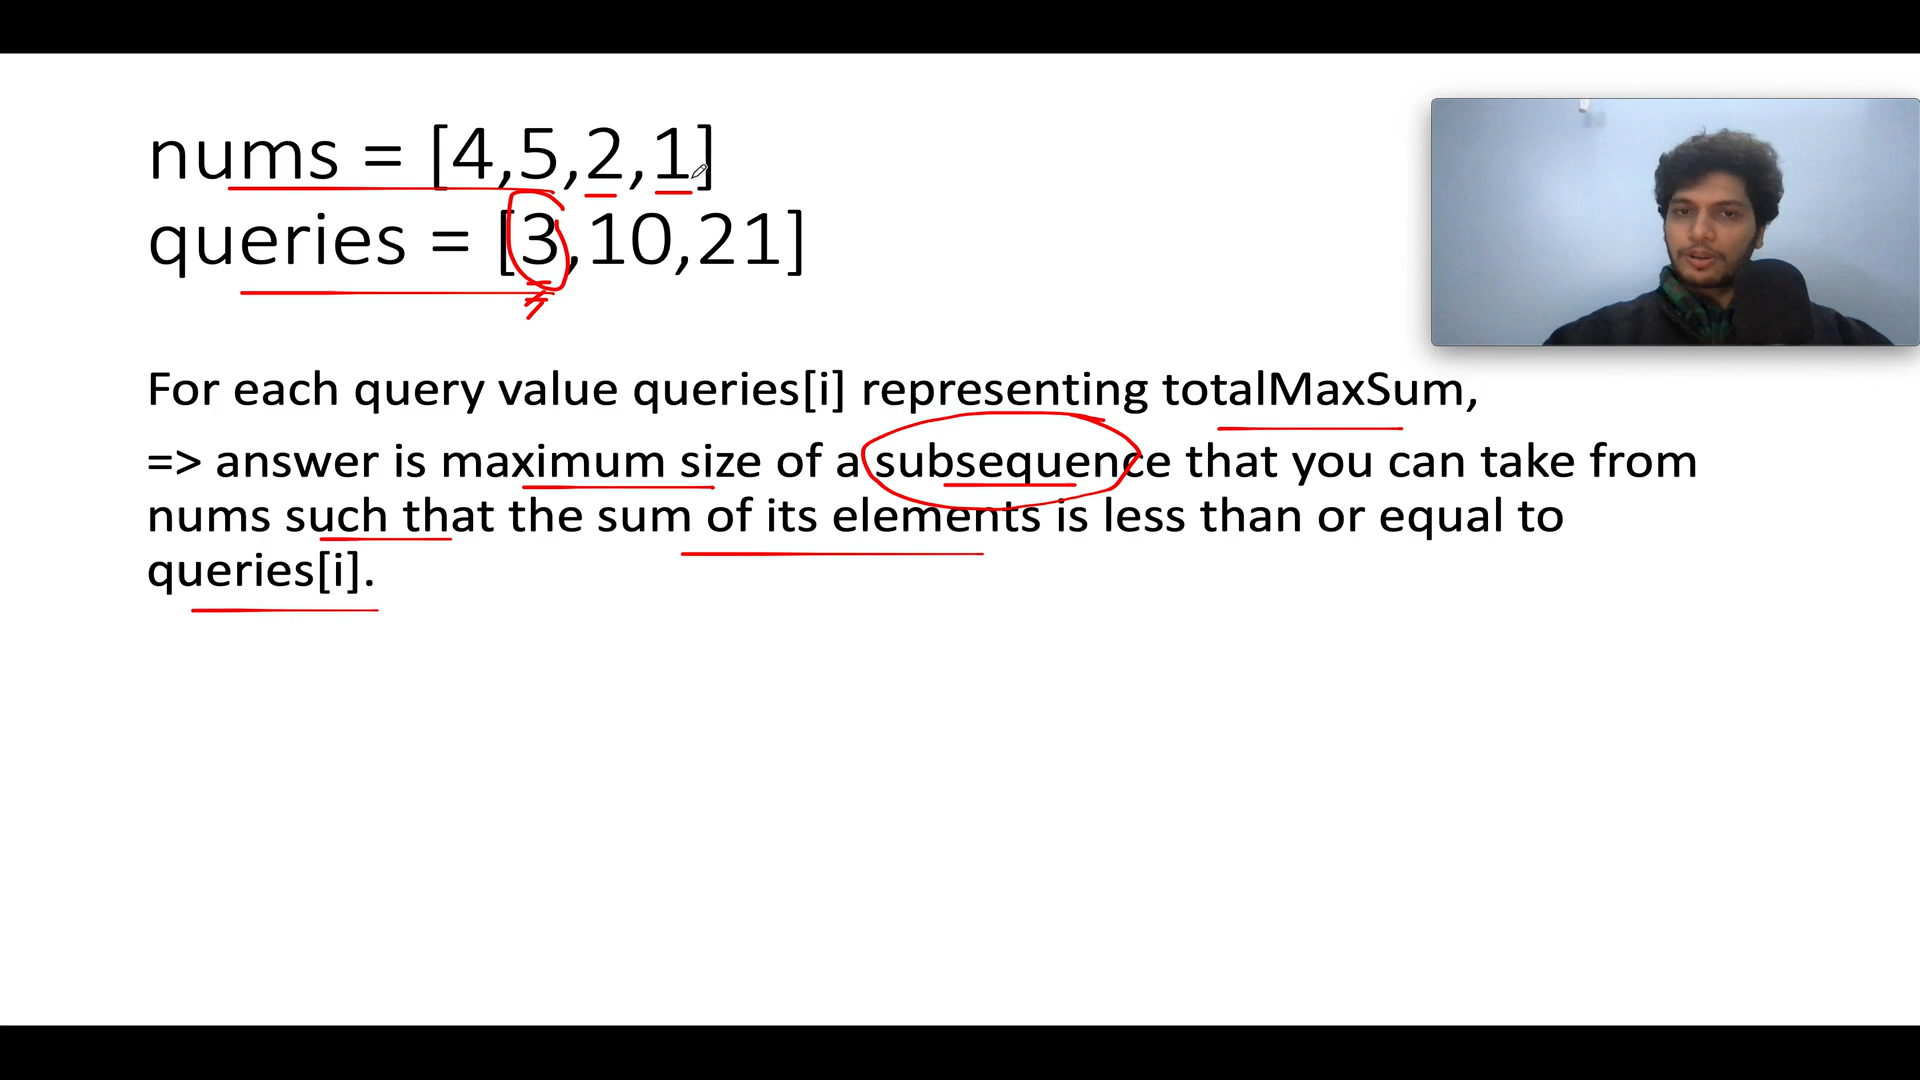 nums = [4,5,2,1]
queries = [3,10,21]
For each query value queries[i] representing totalMaxSum,
=> answer is maximum size of a subsequence that you can take from
nums such that the sum of its elements is less than or equal to
queries[i].